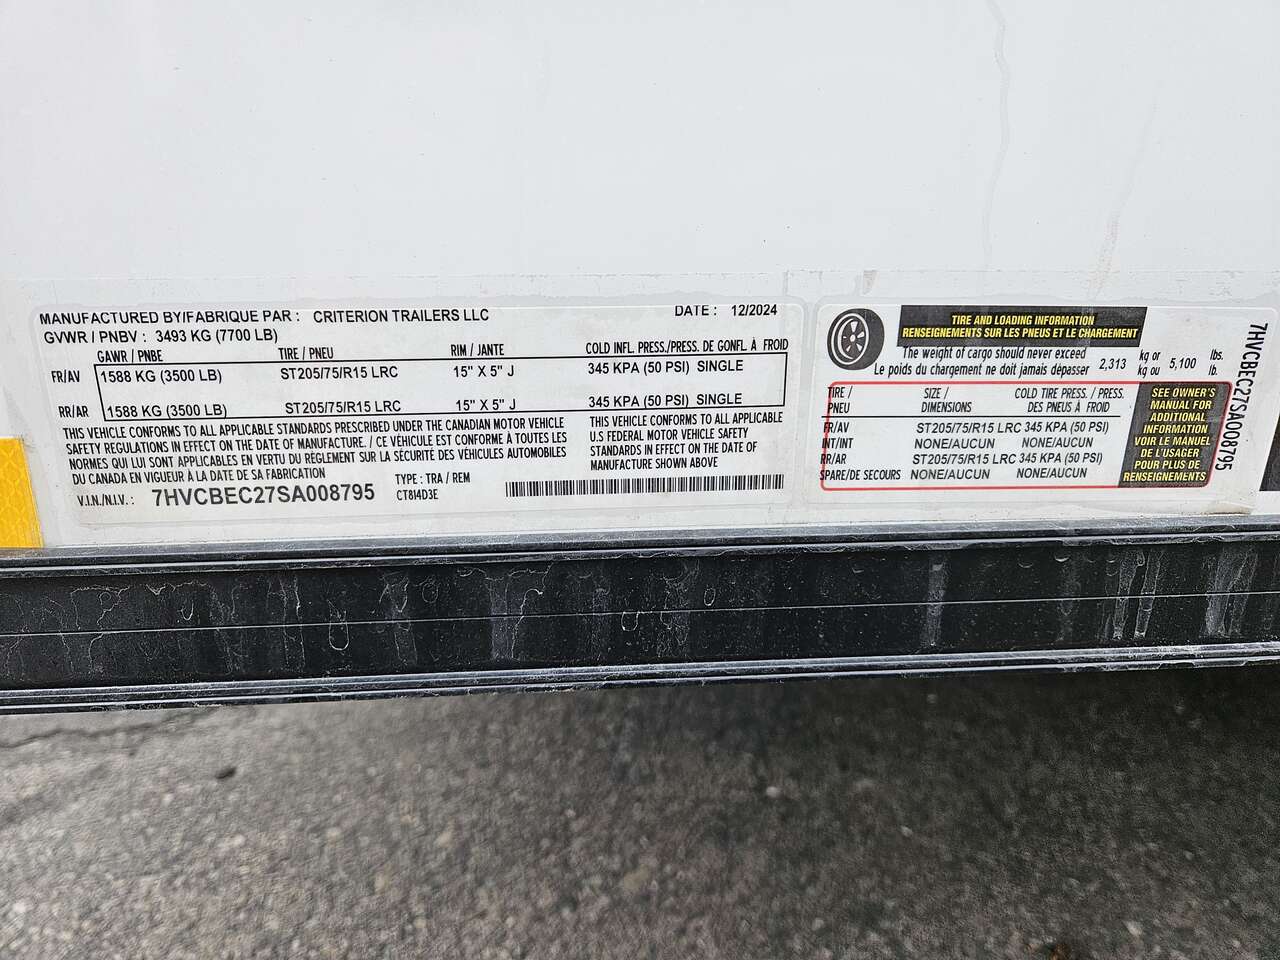 MANUFACTURED BY/FABRIQUE PAR : CRITERION TRAILERS LLC DATE : 12/2024
GVWR / PNBV : 3493 KG (7700 LB)
GAWR / PNBE TIRE / PNEU RIM / JANTE COLD INFL. PRESS./PRESS. DE GONFL. À FROID
FR/AV 1588 KG (3500 LB) ST205/75/R15 LRC 15" X 5" J 345 KPA (50 PSI) SINGLE
RR/AR 1588 KG (3500 LB) ST205/75/R15 LRC 15" X 5" J 345 KPA (50 PSI) SINGLE
THIS VEHICLE CONFORMS TO ALL APPLICABLE STANDARDS PRESCRIBED UNDER THE CANADIAN MOTOR VEHICLE
SAFETY REGULATIONS IN EFFECT ON THE DATE OF MANUFACTURE. / CE VÉHICULE EST CONFORME À TOUTES LES
NORMES QUI LUI SONT APPLICABLES EN VERTU DU RÈGLEMENT SUR LA SÉCURITÉ DES VÉHICULES AUTOMOBILES
DU CANADA EN VIGUEUR À LA DATE DE SA FABRICATION
THIS VEHICLE CONFORMS TO ALL APPLICABLE
U.S FEDERAL MOTOR VEHICLE SAFETY
STANDARDS IN EFFECT ON THE DATE OF
MANUFACTURE SHOWN ABOVE
V.I.N./N.I.V. : 7HVCBEC27SA008795
TYPE : TRA / REM
CT814D3E
TIRE AND LOADING INFORMATION
RENSEIGNEMENTS SUR LES PNEUS ET LE CHARGEMENT
The weight of cargo should never exceed
Le poids du chargement ne doit jamais dépasser
2,313 kg or
kg ou
5,100 lbs.
lb.
TIRE / SIZE / COLD TIRE PRESS. / PRESS.
PNEU DIMENSIONS DES PNEUS À FROID
FR/AV ST205/75/R15 LRC 345 KPA (50 PSI)
INT/INT NONE/AUCUN NONE/AUCUN
RR/AR ST205/75/R15 LRC 345 KPA (50 PSI)
SPARE/DE SECOURS NONE/AUCUN NONE/AUCUN
SEE OWNER'S
MANUAL FOR
ADDITIONAL
INFORMATION
VOIR LE MANUEL
DE L'USAGER
POUR PLUS DE
RENSEIGNEMENTS
7HVCBEC27SA008795